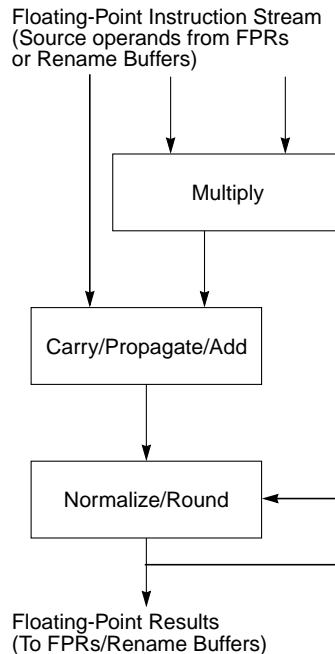 Floating-Point Instruction Stream
(Source operands from FPRs
or Rename Buffers)
Multiply
Carry/Propagate/Add
Normalize/Round
Floating-Point Results
(To FPRs/Rename Buffers)